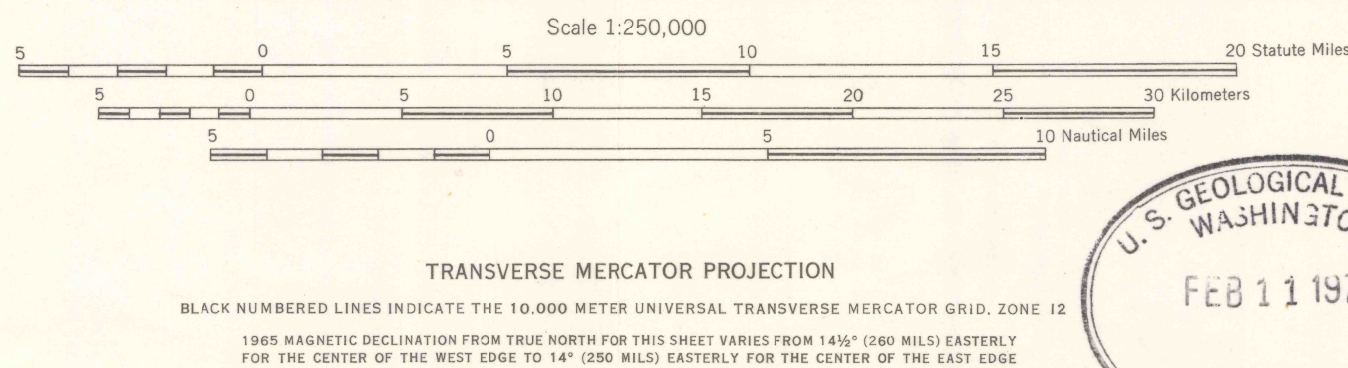 Scale 1:250,000
5 0 5 10 15 20 Statute Miles
5 0 5 10 15 20 25 30 Kilometers
5 0 5 10 Nautical Miles
TRANSVERSE MERCATOR PROJECTION
BLACK NUMBERED LINES INDICATE THE 10,000 METER UNIVERSAL TRANSVERSE MERCATOR GRID, ZONE 12
1965 MAGNETIC DECLINATION FROM TRUE NORTH FOR THIS SHEET VARIES FROM 14½° (260 MILS) EASTERLY
FOR THE CENTER OF THE WEST EDGE TO 14° (250 MILS) EASTERLY FOR THE CENTER OF THE EAST EDGE
U. S. GEOLOGICAL
FEB 11